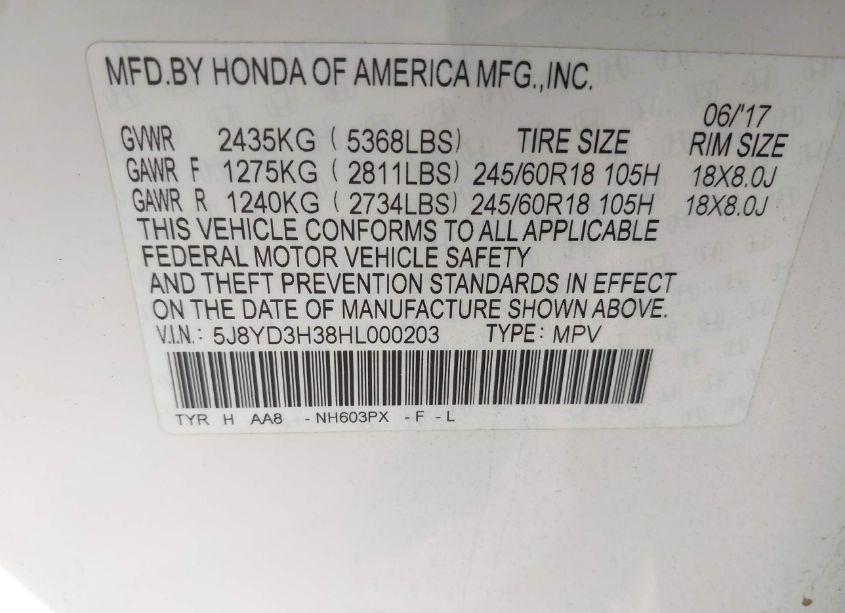 MFD.BY HONDA OF AMERICA MFG.,INC.
06/'17
GVWR 2435KG ( 5368LBS) TIRE SIZE RIM SIZE
GAWR F 1275KG ( 2811LBS) 245/60R18 105H 18X8.0J
GAWR R 1240KG ( 2734LBS) 245/60R18 105H 18X8.0J
THIS VEHICLE CONFORMS TO ALL APPLICABLE
FEDERAL MOTOR VEHICLE SAFETY
AND THEFT PREVENTION STANDARDS IN EFFECT
ON THE DATE OF MANUFACTURE SHOWN ABOVE.
V.I.N.: 5J8YD3H38HL000203 TYPE: MPV
TYR H AA8 -NH603PX -F -L